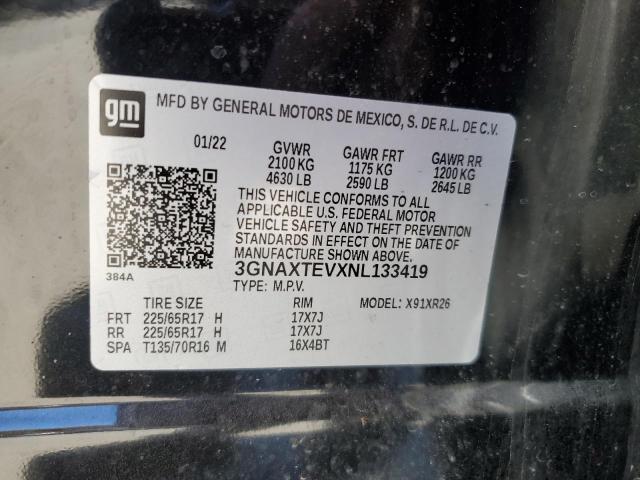 gm
MFD BY GENERAL MOTORS DE MEXICO, S. DE R.L. DE C.V.
01/22 GVWR GAWR FRT GAWR RR
2100 KG 1175 KG 1200 KG
4630 LB 2590 LB 2645 LB
THIS VEHICLE CONFORMS TO ALL
APPLICABLE U.S. FEDERAL MOTOR
VEHICLE SAFETY AND THEFT PREVENTION
STANDARDS IN EFFECT ON THE DATE OF
MANUFACTURE SHOWN ABOVE.
3GNAXTEVXNL133419
384A
TYPE: M.P.V.
TIRE SIZE RIM MODEL: X91XR26
FRT 225/65R17 H 17X7J
RR 225/65R17 H 17X7J
SPA T135/70R16 M 16X4BT